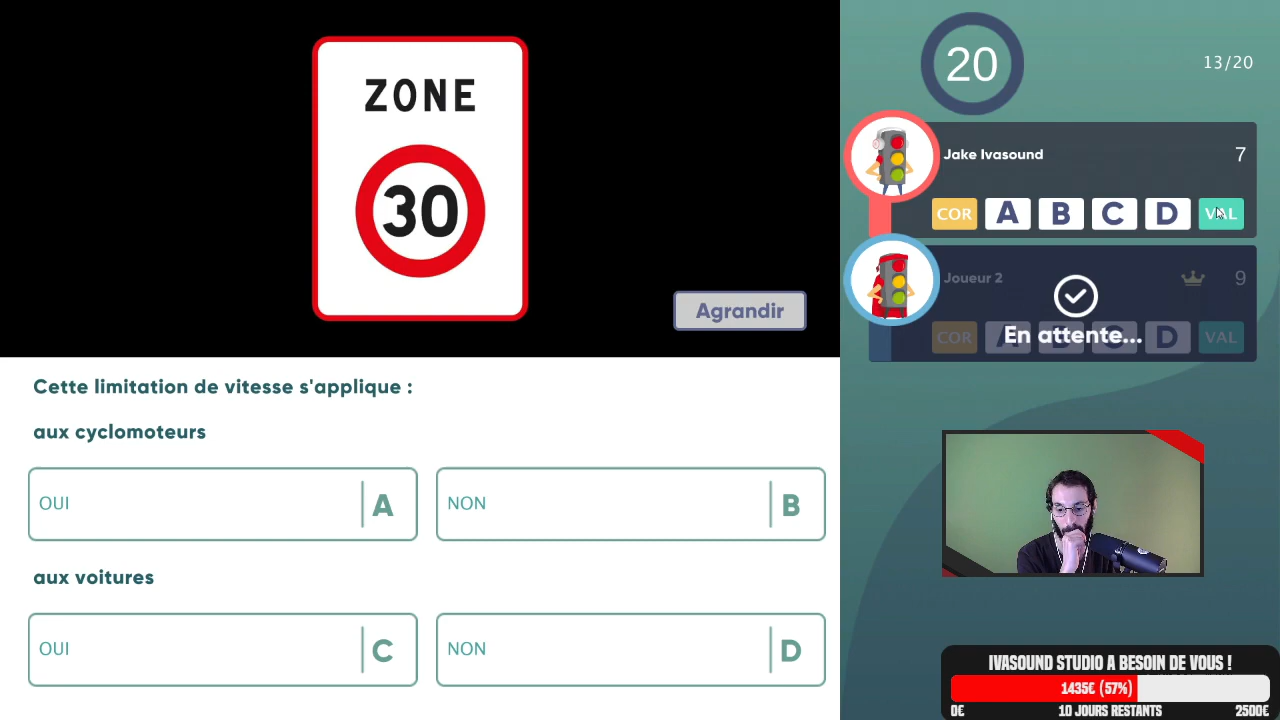 ZONE
30
Agrandir
Cette limitation de vitesse s'applique :
aux cyclomoteurs
OUI
A
NON
B
aux voitures
OUI
C
NON
D
20
13/20
Jake Ivasound
7
COR
A
B
C
D
VAL
Joueur 2
9
En attente...
COR
A
B
C
D
VAL
IVASOUND STUDIO A BESOIN DE VOUS !
1435€ (57%)
0€
10 JOURS RESTANTS
2500€